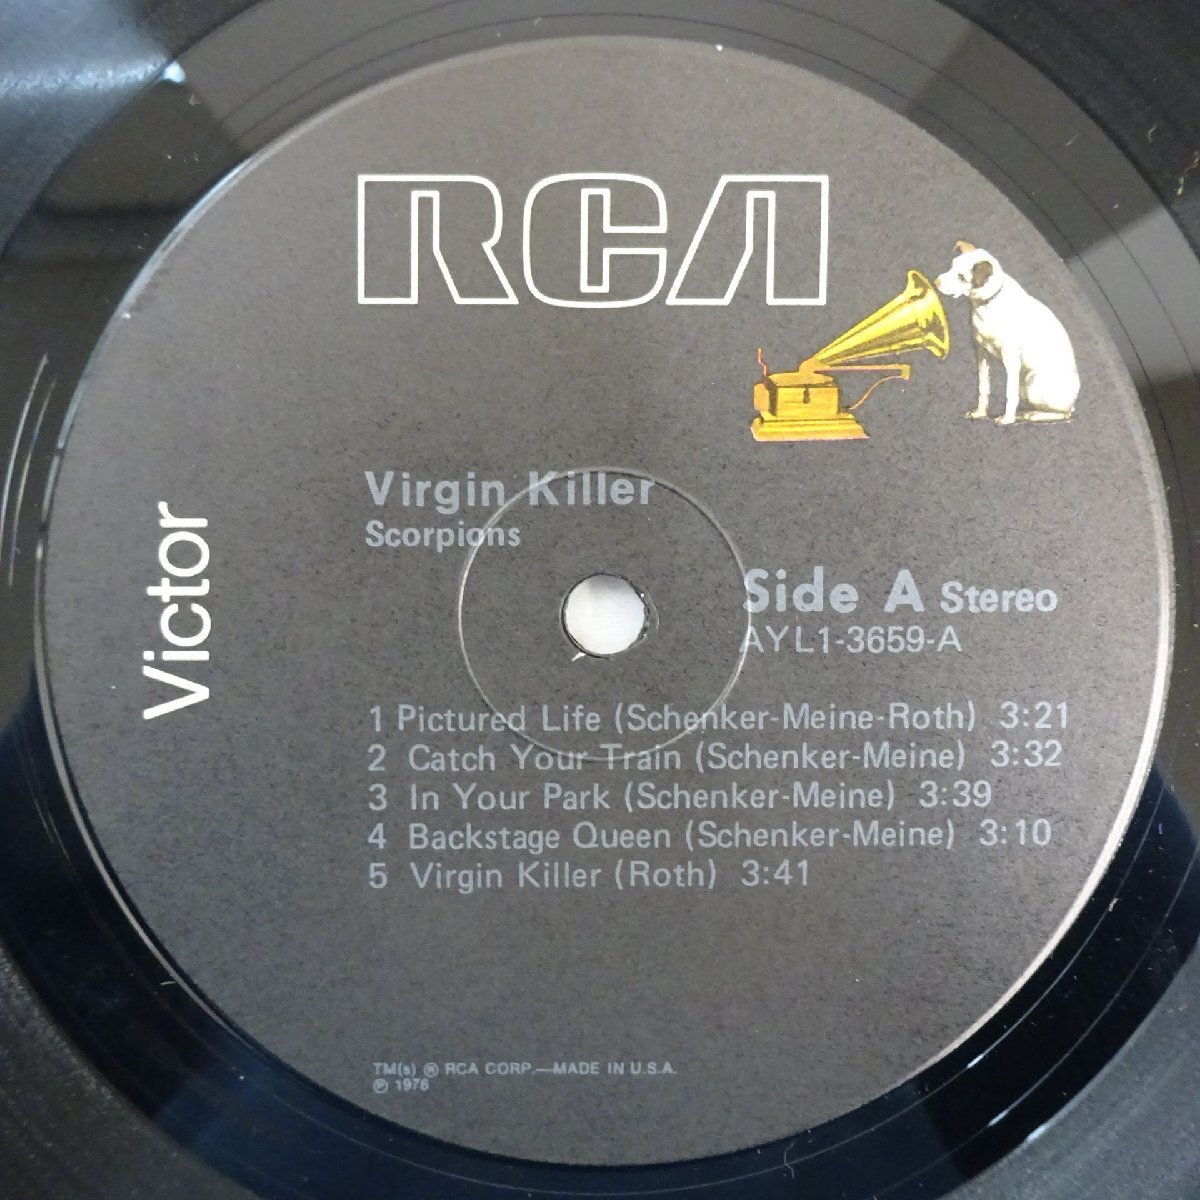 RCA
Victor
Virgin Killer
Scorpions
Side A Stereo
AYL1-3659-A
1 Pictured Life (Schenker-Meine-Roth) 3:21
2 Catch Your Train (Schenker-Meine) 3:32
3 In Your Park (Schenker-Meine) 3:39
4 Backstage Queen (Schenker-Meine) 3:10
5 Virgin Killer (Roth) 3:41
TM(s) ® RCA CORP.—MADE IN U.S.A.
℗ 1976